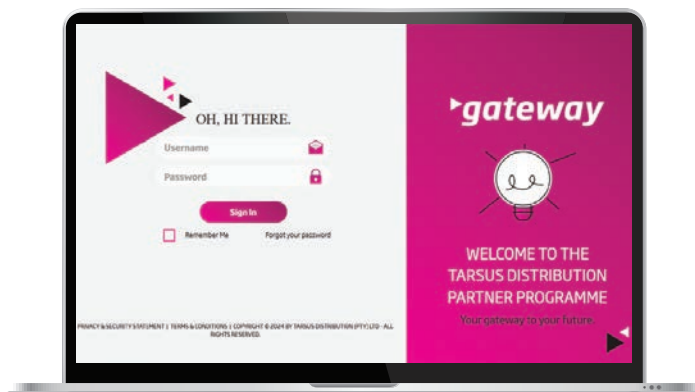 OH, HI THERE.
Username
Password
Sign In
Remember Me Forgot your password
PRIVACY & SECURITY STATEMENT | TERMS & CONDITIONS | COPYRIGHT © 2024 BY TARSUS DISTRIBUTION (PTY) LTD - ALL
RIGHTS RESERVED.
gateway
WELCOME TO THE
TARSUS DISTRIBUTION
PARTNER PROGRAMME
Your gateway to your future.